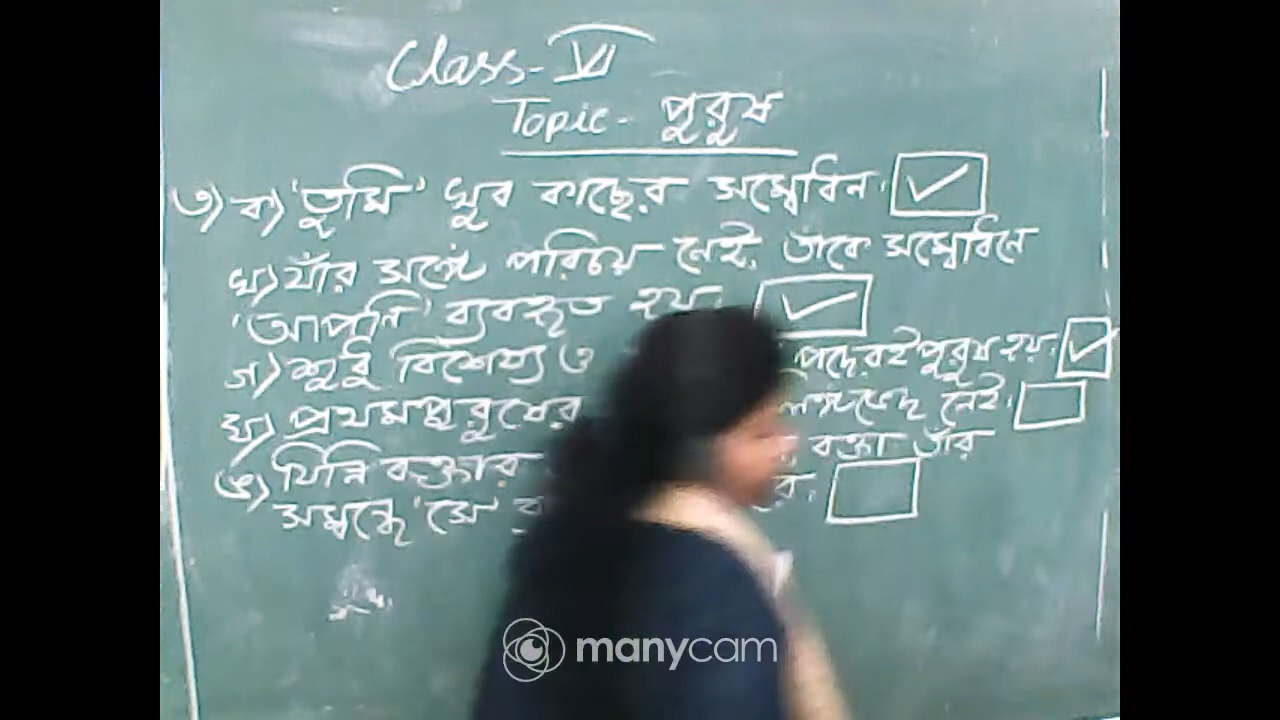 Class - VI
Topic - পুরুষ
৩) ক) 'তুমি' খুব কাছের সম্বোধন।
খ) যাঁর সঙ্গে পরিচয় নেই, তাঁকে সম্বোধনে
'আপনি' ব্যবহৃত হয়।
গ) শুধু বিশেষ্য ও পদেরই পুরুষ হয়।
ঘ) প্রথমপুরুষের লিঙ্গভেদ নেই।
ঙ) যিনি বক্তার বক্তা তাঁর
সম্বন্ধে 'সে'
manycam